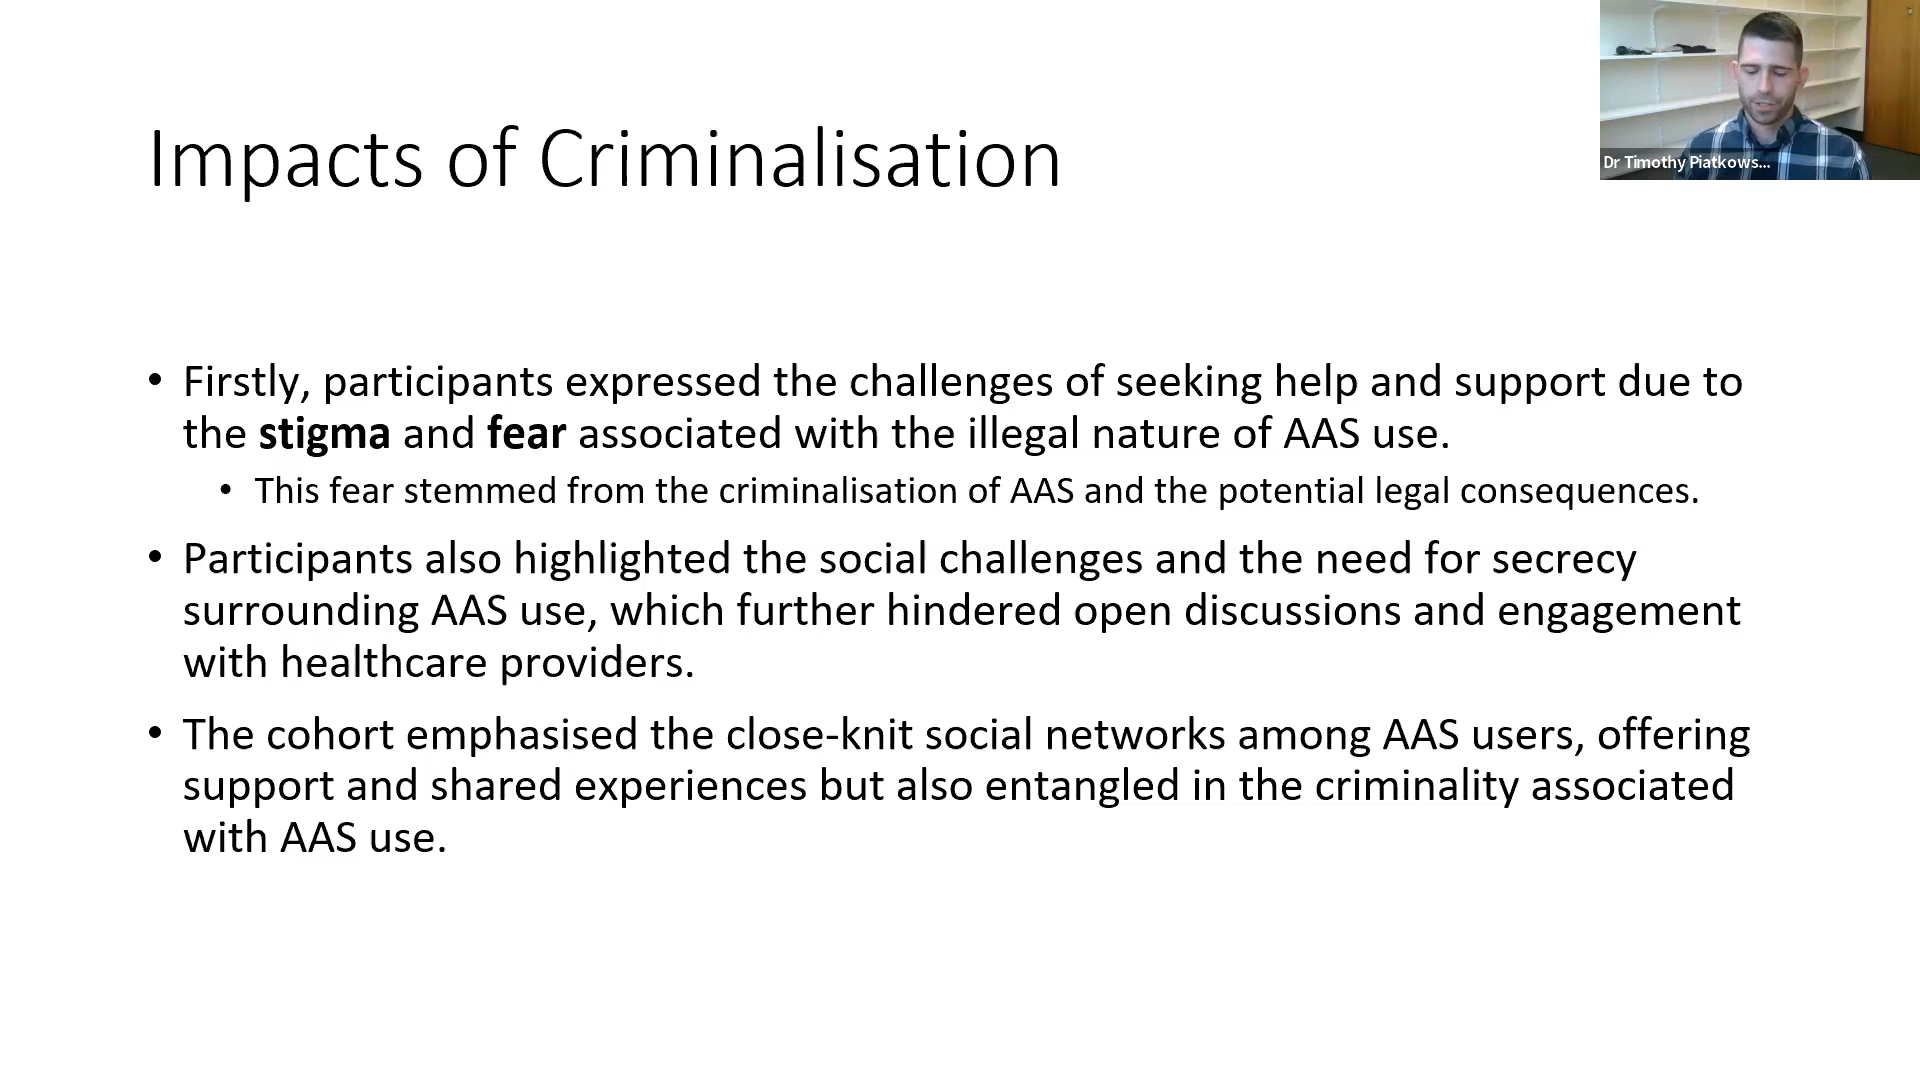 Impacts of Criminalisation
Dr Timothy Piatkows...
• Firstly, participants expressed the challenges of seeking help and support due to
the stigma and fear associated with the illegal nature of AAS use.
• This fear stemmed from the criminalisation of AAS and the potential legal consequences.
• Participants also highlighted the social challenges and the need for secrecy
surrounding AAS use, which further hindered open discussions and engagement
with healthcare providers.
• The cohort emphasised the close-knit social networks among AAS users, offering
support and shared experiences but also entangled in the criminality associated
with AAS use.